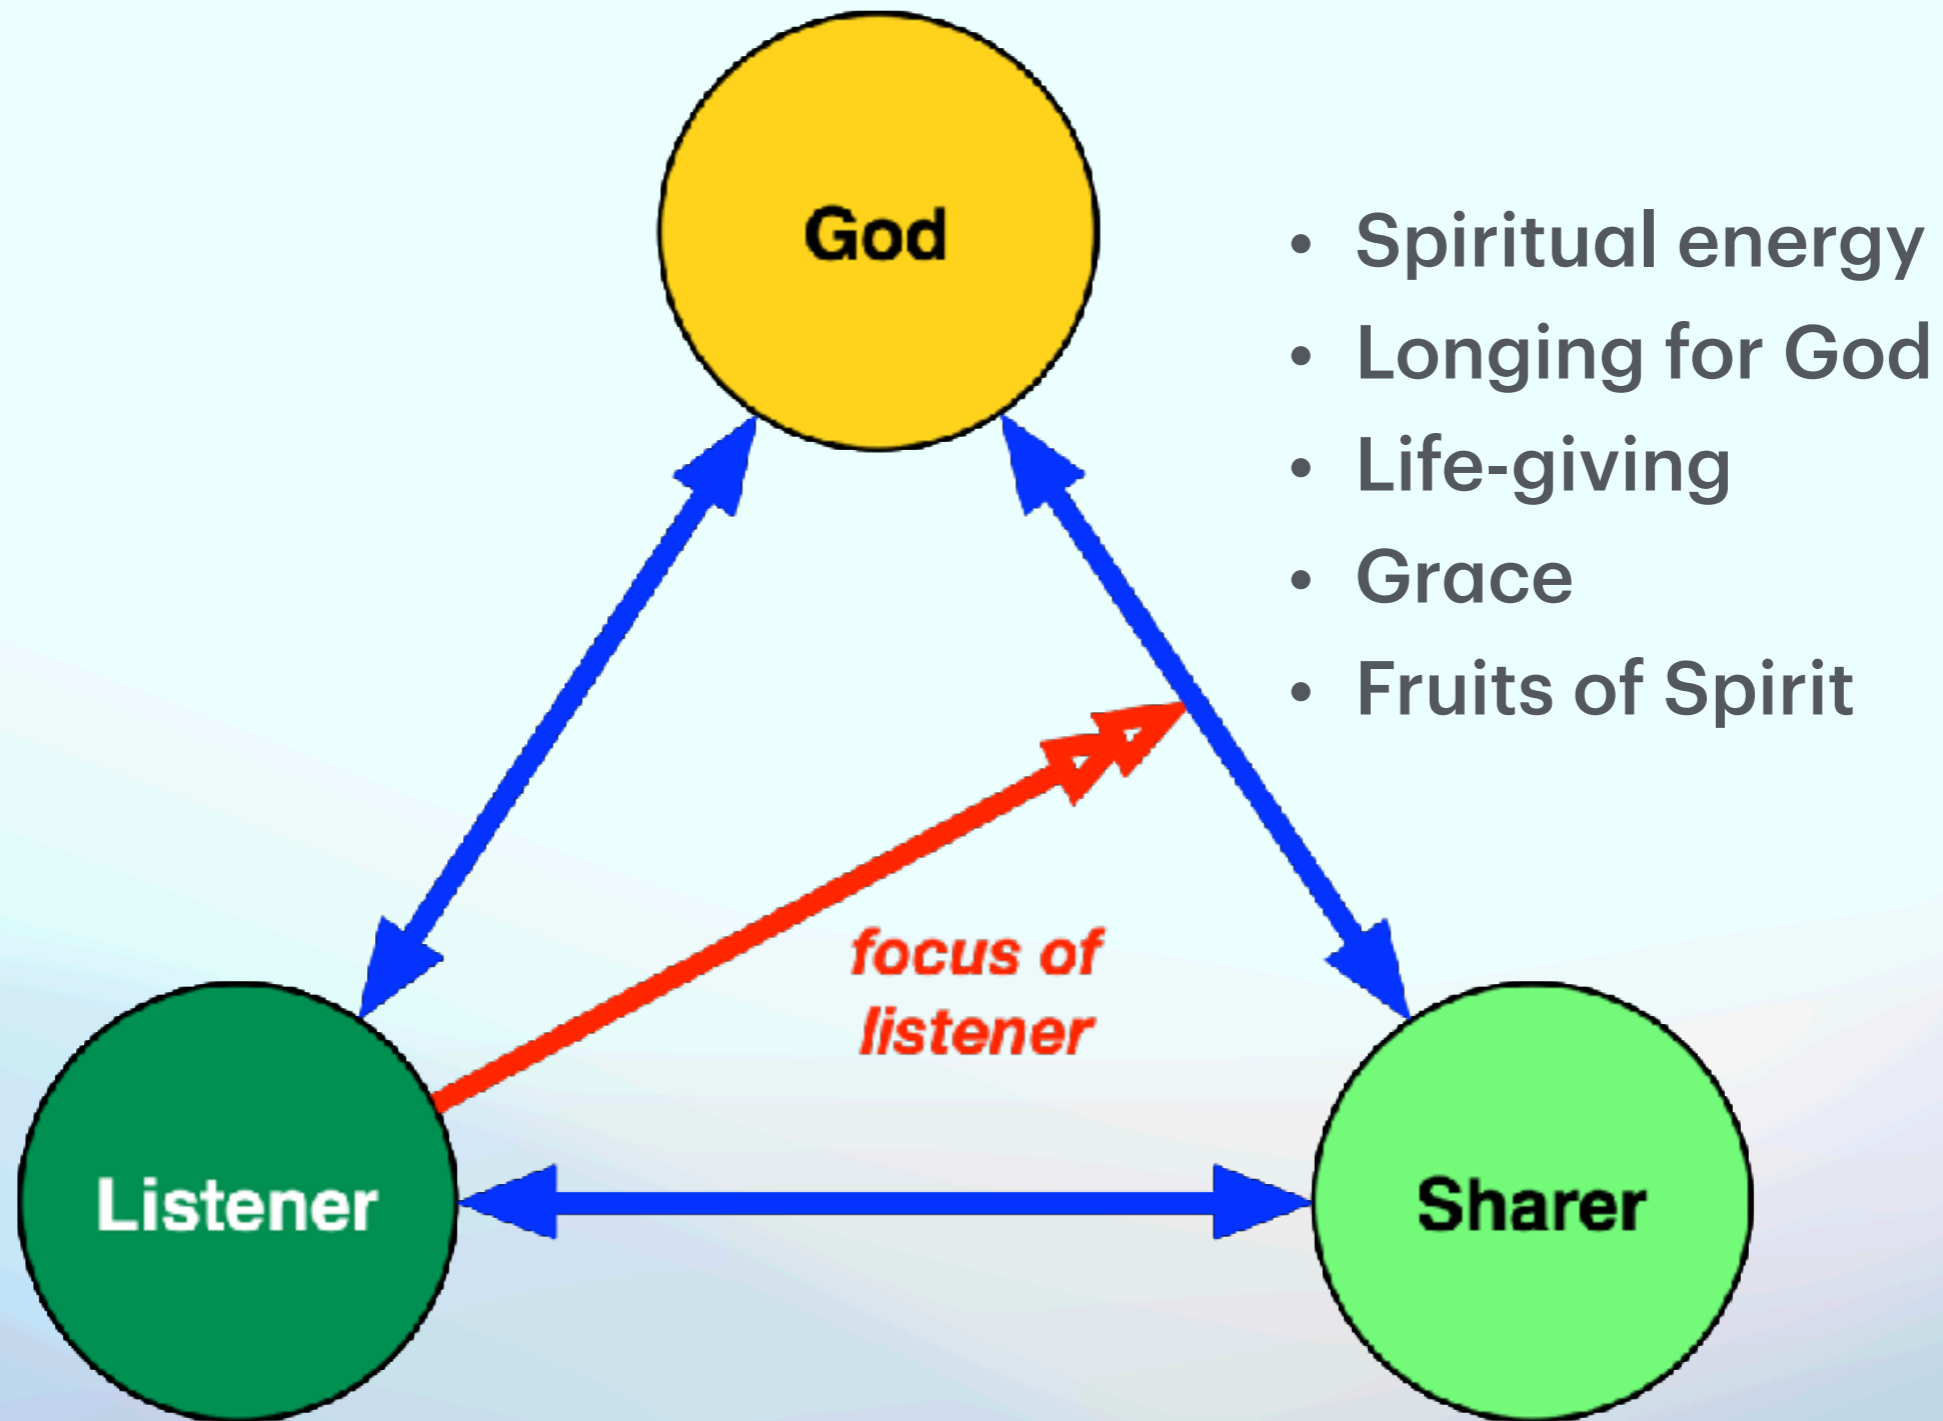 God
• Spiritual energy
• Longing for God
• Life-giving
• Grace
• Fruits of Spirit
focus of
listener
Listener
Sharer